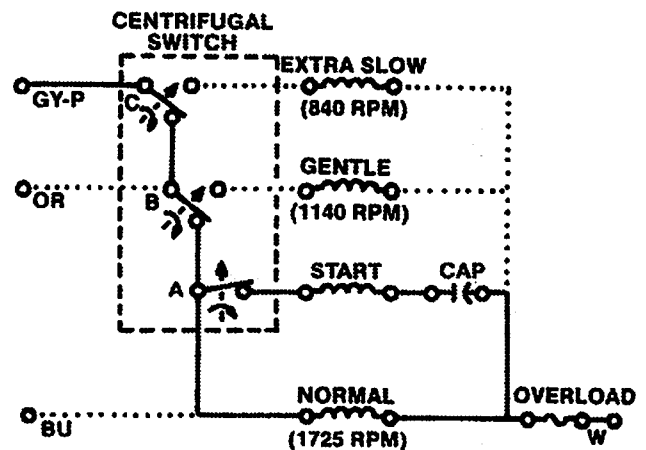 CENTRIFUGAL
SWITCH
EXTRA SLOW
GY-P
C
(840 RPM)
GENTLE
OR
B
(1140 RPM)
START
CAP
A
NORMAL
OVERLOAD
BU
(1725 RPM)
W